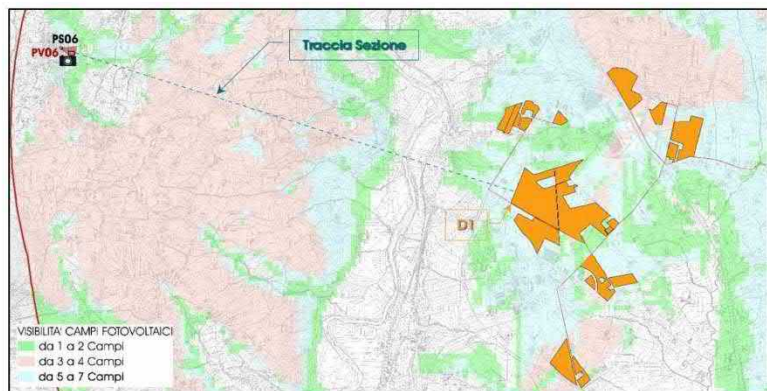 PS06
PV06
Traccia Sezione
D1
VISIBILITA' CAMPI FOTOVOLTAICI
da 1 a 2 Campi
da 3 a 4 Campi
da 5 a 7 Campi